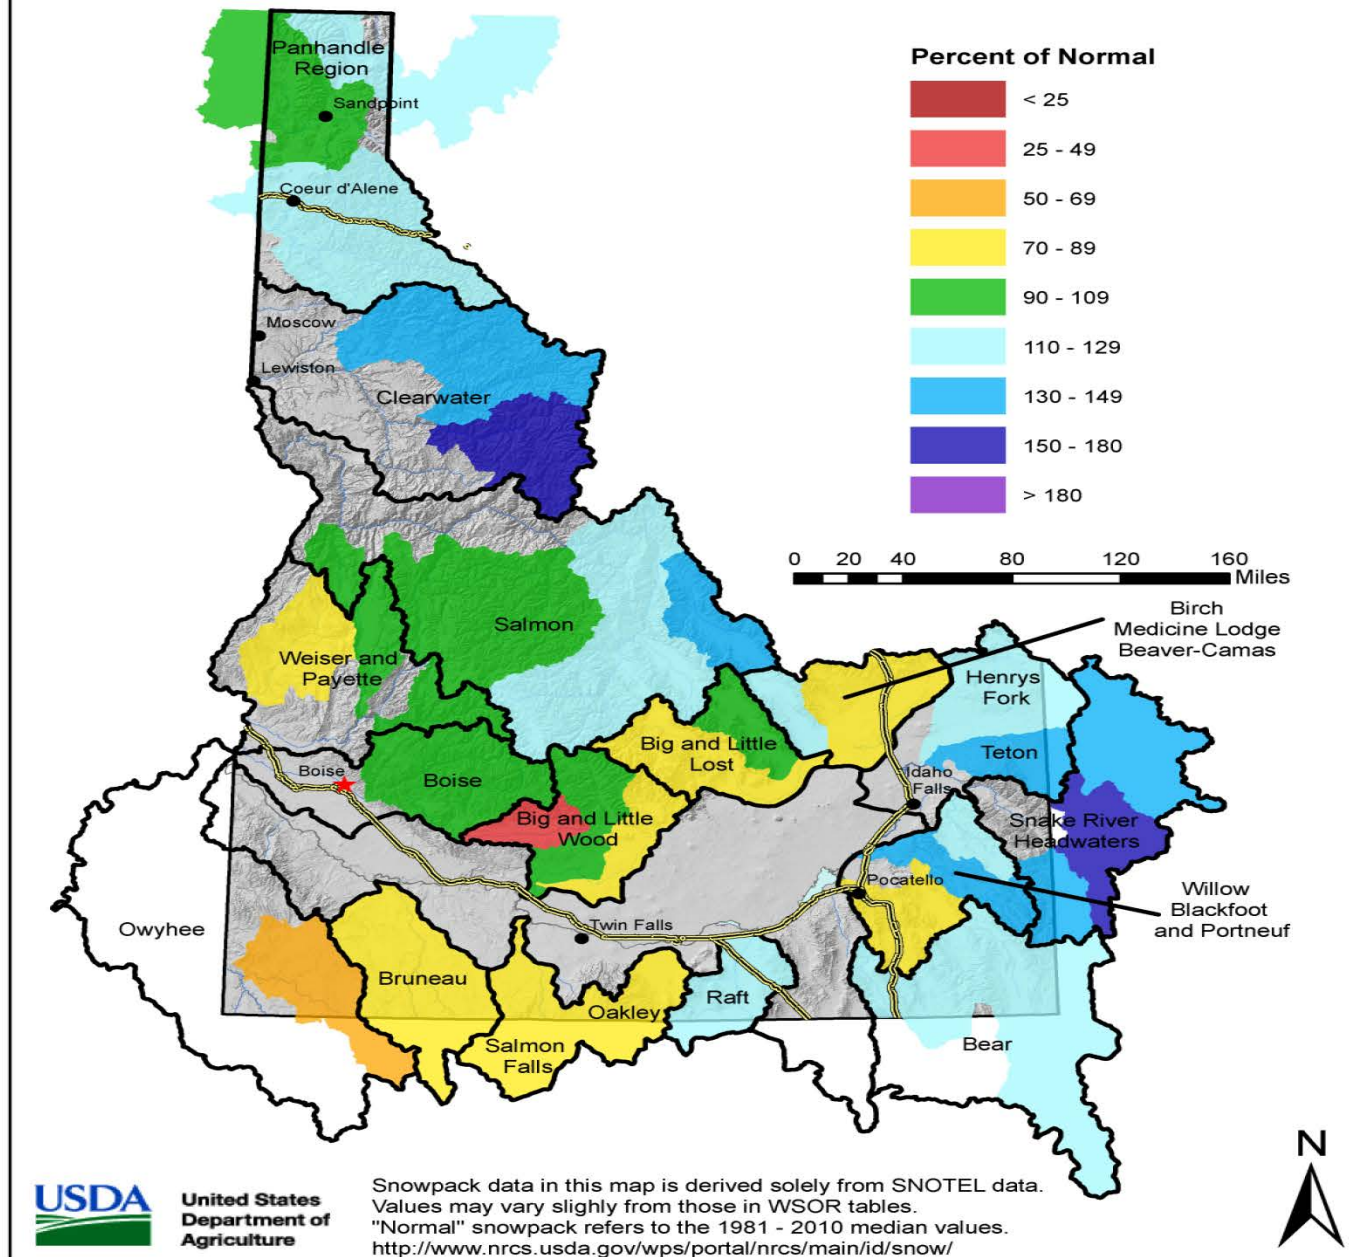 Percent of Normal
< 25
25 - 49
50 - 69
70 - 89
90 - 109
110 - 129
130 - 149
150 - 180
> 180
0 20 40 80 120 160
Miles
Panhandle
Region
Sandpoint
Coeur d'Alene
Moscow
Lewiston
Clearwater
Salmon
Weiser and
Payette
Birch
Medicine Lodge
Beaver-Camas
Henrys
Fork
Big and Little
Lost
Teton
Boise
Boise
Idaho
Falls
Big and Little
Wood
Snake River
Headwaters
Pocatello
Willow
Blackfoot
and Portneuf
Owyhee
Twin Falls
Bruneau
Raft
Oakley
Salmon
Falls
Bear
N
USDA
United States
Department of
Agriculture
Snowpack data in this map is derived solely from SNOTEL data.
Values may vary slighly from those in WSOR tables.
"Normal" snowpack refers to the 1981 - 2010 median values.
http://www.nrcs.usda.gov/wps/portal/nrcs/main/id/snow/